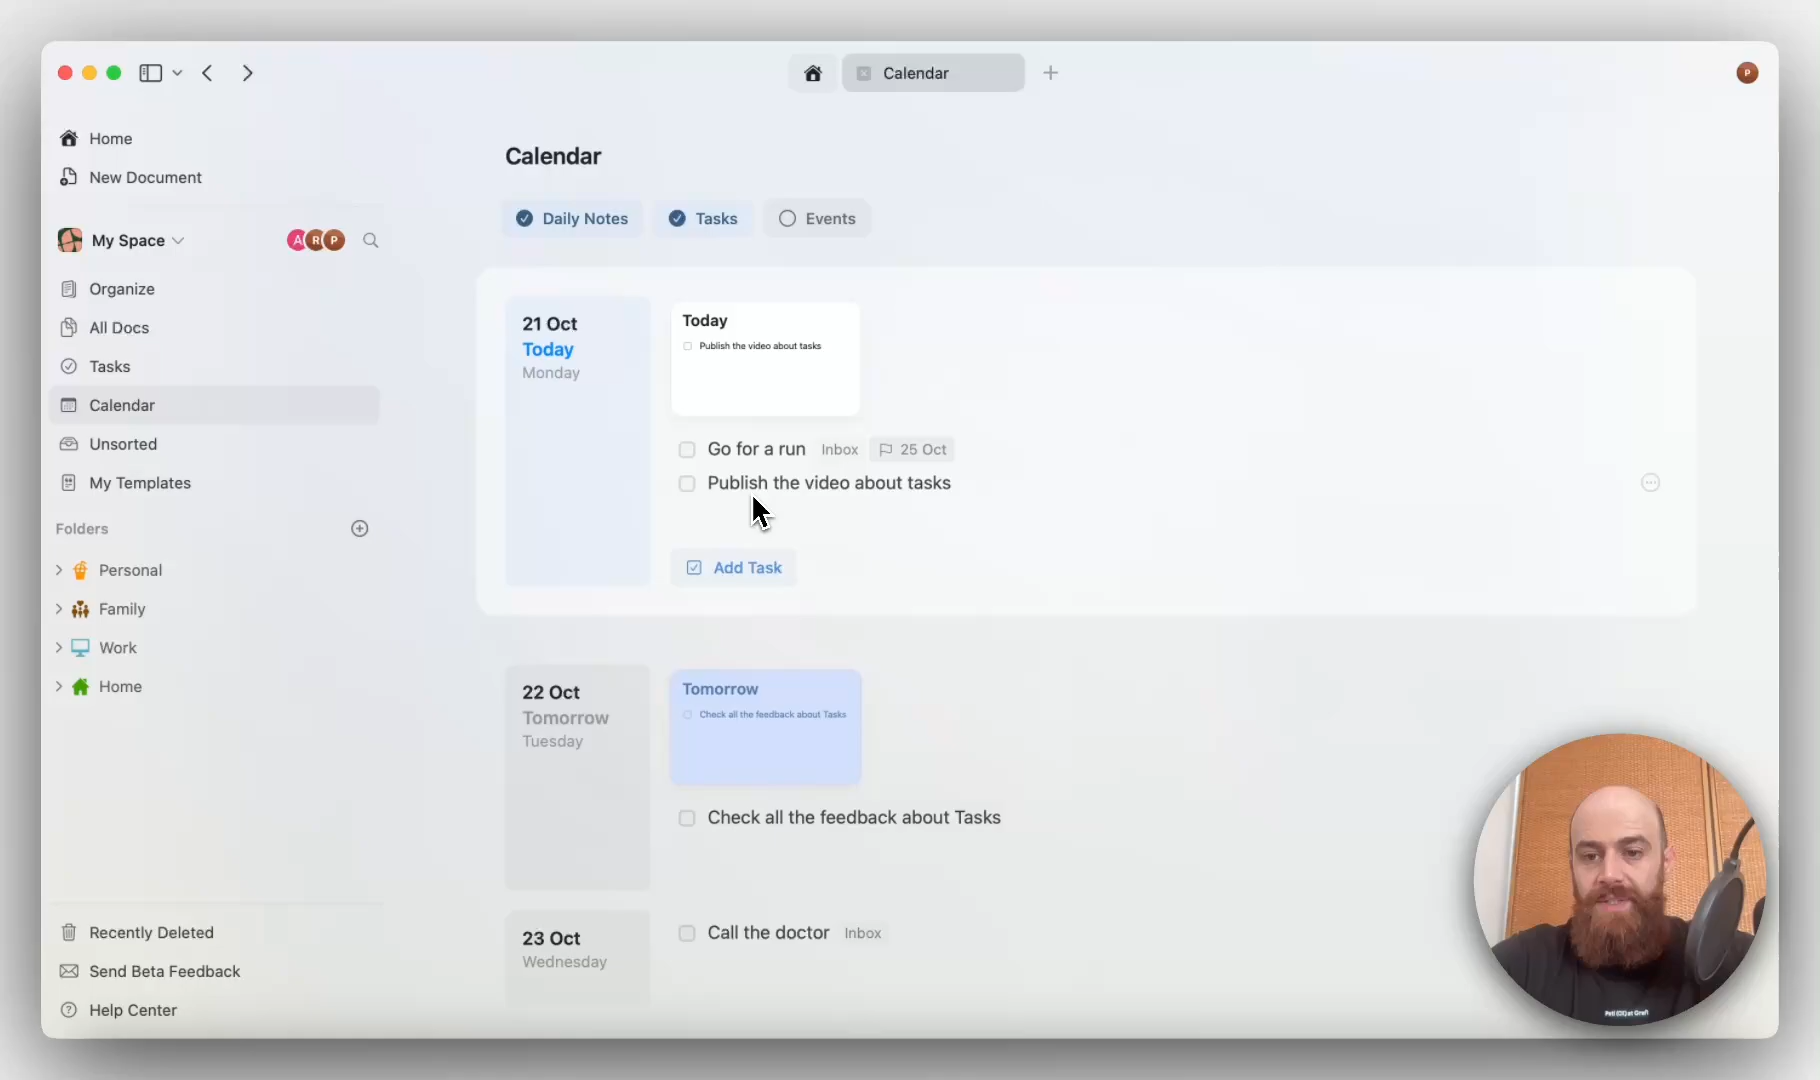 Calendar
P
Home
New Document
My Space
A R P
Organize
All Docs
Tasks
Calendar
Unsorted
My Templates
Folders
Personal
Family
Work
Home
Recently Deleted
Send Beta Feedback
Help Center
Calendar
Daily Notes
Tasks
Events
21 Oct
Today
Monday
Today
Publish the video about tasks
Go for a run Inbox 25 Oct
Publish the video about tasks
Add Task
22 Oct
Tomorrow
Tuesday
Tomorrow
Check all the feedback about Tasks
Check all the feedback about Tasks
23 Oct
Wednesday
Call the doctor Inbox